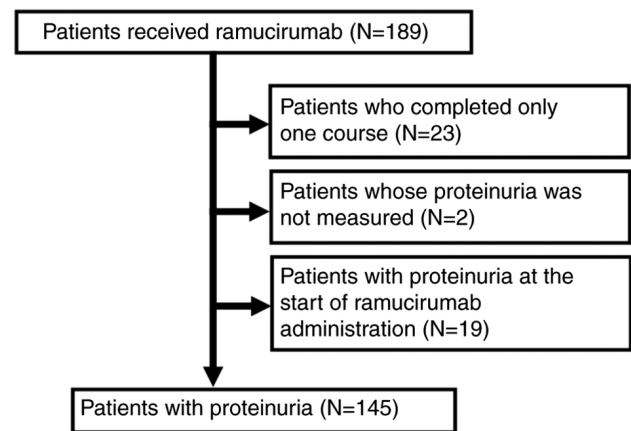 Patients received ramucirumab (N=189)
Patients who completed only
one course (N=23)
Patients whose proteinuria was
not measured (N=2)
Patients with proteinuria at the
start of ramucirumab
administration (N=19)
Patients with proteinuria (N=145)